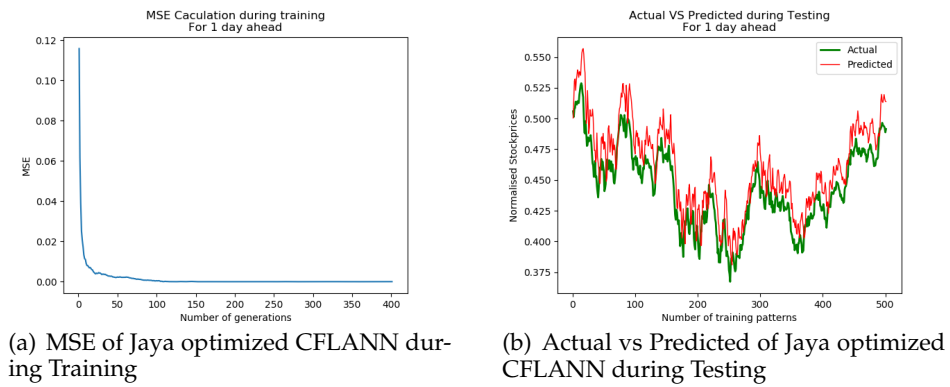 MSE Caculation during training
For 1 day ahead
0.12
0.10
0.08
0.06
0.04
0.02
0.00
MSE
0 50 100 150 200 250 300 350 400
Number of generations
(a) MSE of Jaya optimized CFLANN dur-
ing Training
Actual VS Predicted during Testing
For 1 day ahead
Actual
Predicted
0.550
0.525
0.500
0.475
0.450
0.425
0.400
0.375
Normalised Stockprices
0 100 200 300 400 500
Number of training patterns
(b) Actual vs Predicted of Jaya optimized
CFLANN during Testing